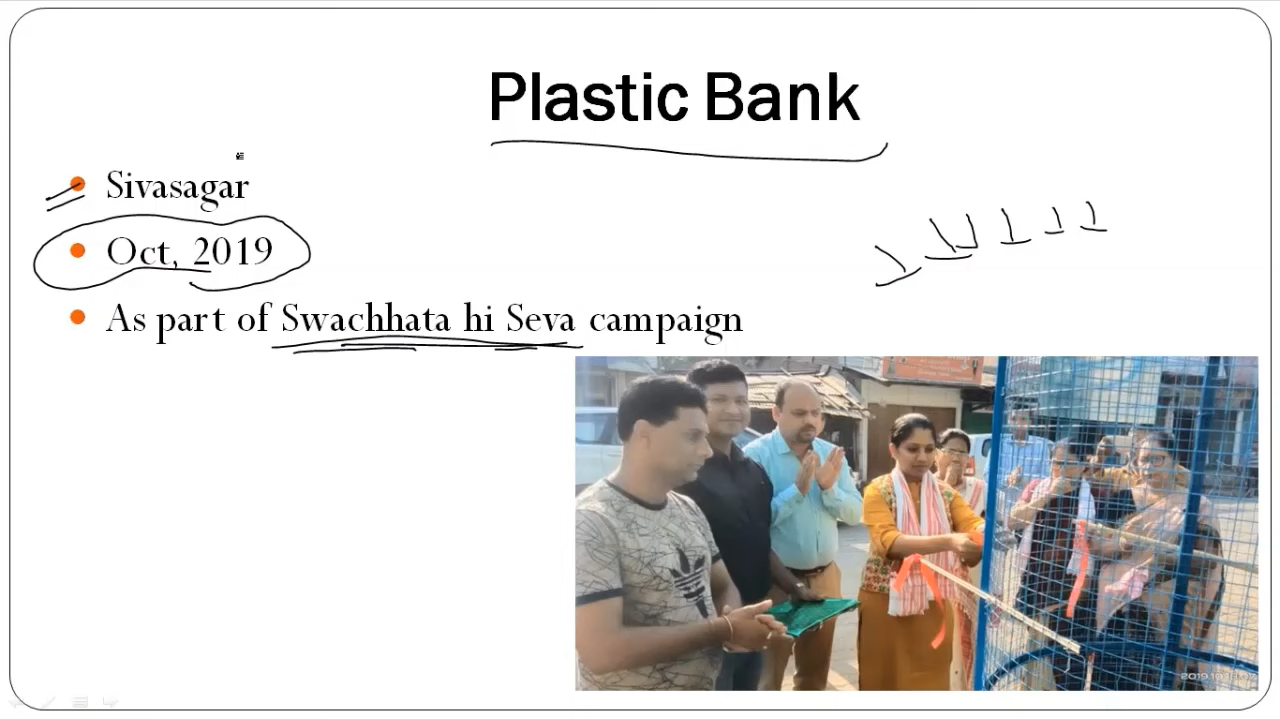 Plastic Bank
Sivasagar
Oct, 2019
As part of Swachhata hi Seva campaign